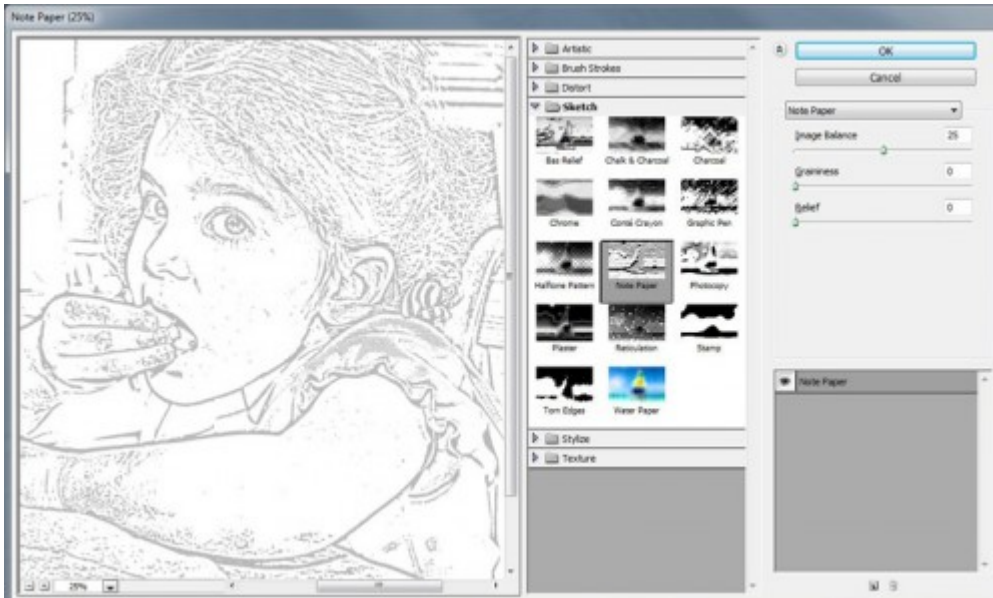 Note Paper (25%)
Artistic
Brush Strokes
Distort
Sketch
Bas Relief
Chalk & Charcoal
Charcoal
Chrome
Conté Crayon
Graphic Pen
Halftone Pattern
Note Paper
Photocopy
Plaster
Reticulation
Stamp
Torn Edges
Water Paper
Stylize
Texture
25%
OK
Cancel
Note Paper
Image Balance 25
Graininess 0
Relief 0
Note Paper